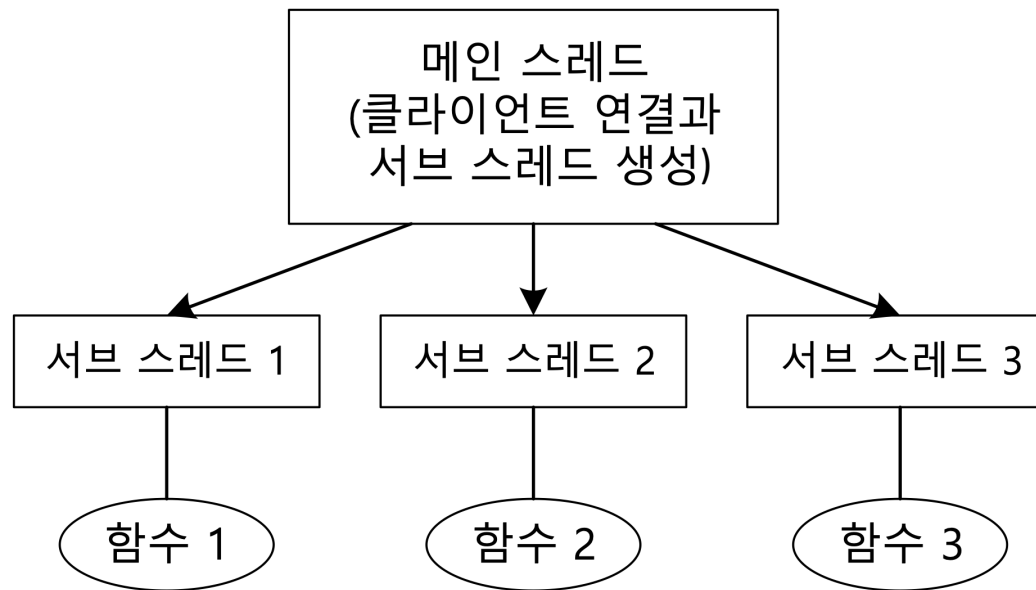 메인 스레드
(클라이언트 연결과
서브 스레드 생성)
서브 스레드 1
서브 스레드 2
서브 스레드 3
함수 1
함수 2
함수 3